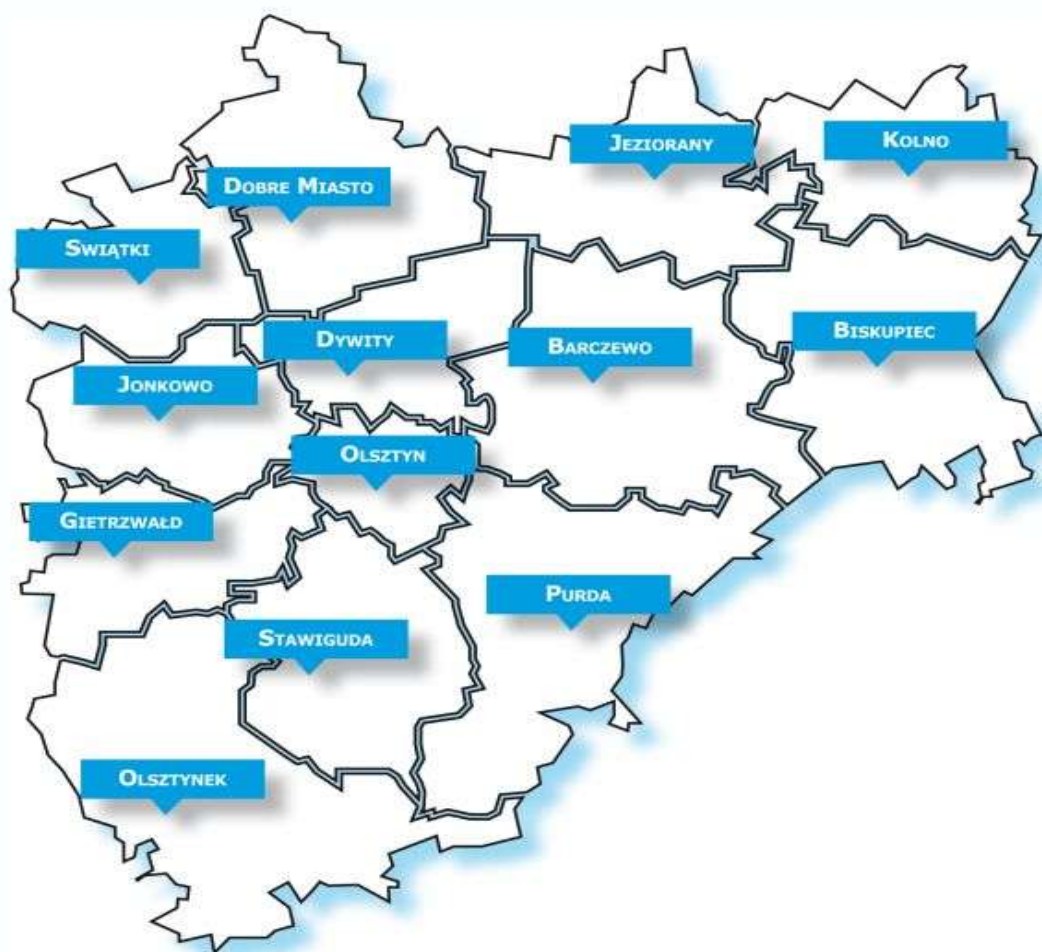 JEZIORANY
KOLNO
DOBRE MIASTO
ŚWIĄTKI
DYWITY
BARCZEWO
BISKUPIEC
JONKOWO
OLSZTYN
GIETRZWAŁD
PURDA
STAWIGUDA
OLSZTYNEK